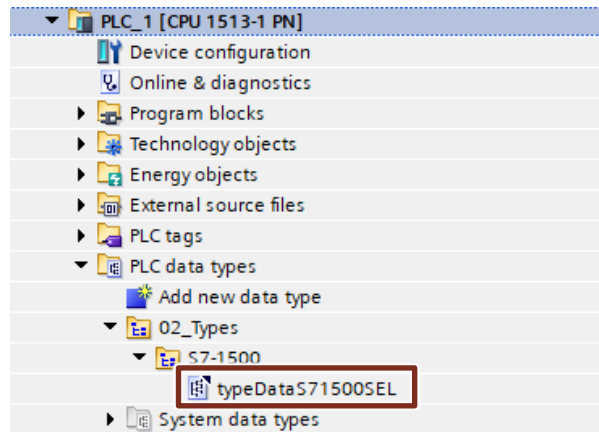 PLC_1 [CPU 1513-1 PN]
Device configuration
Online & diagnostics
Program blocks
Technology objects
Energy objects
External source files
PLC tags
PLC data types
Add new data type
02_Types
S7-1500
typeDataS71500SEL
System data types